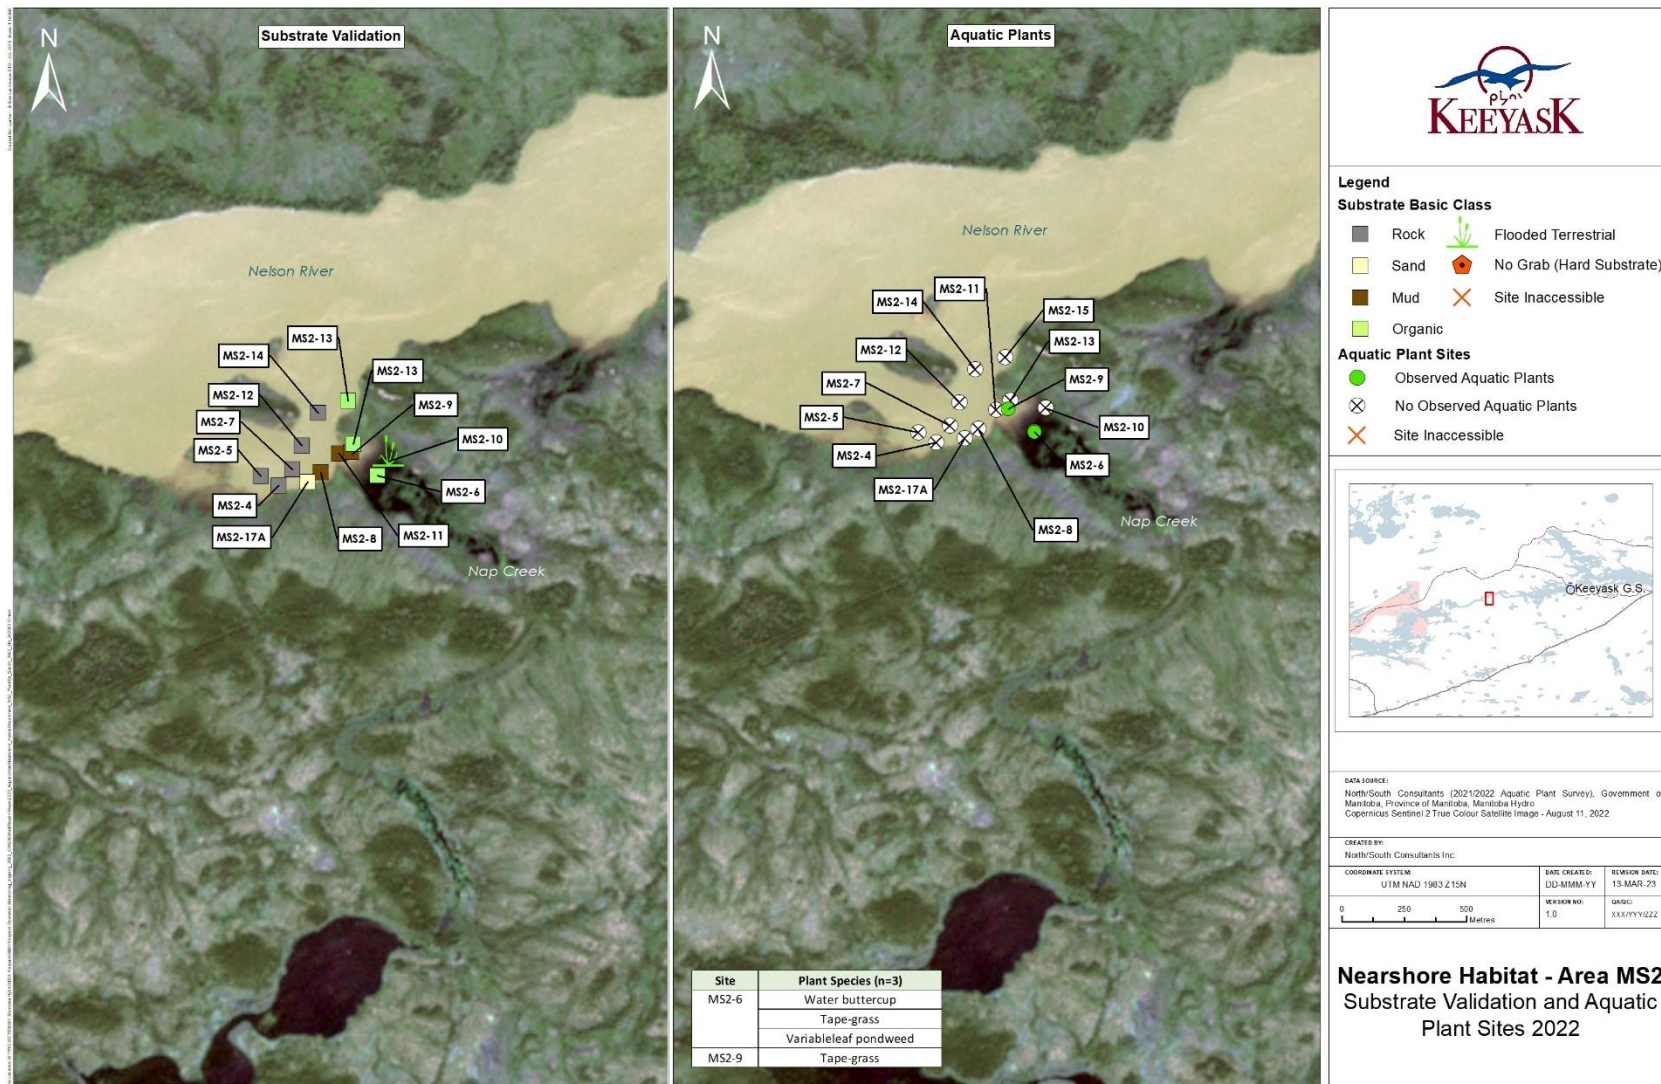 Substrate Validation
N
Nelson River
MS2-13
MS2-14
MS2-13
MS2-12
MS2-9
MS2-7
MS2-10
MS2-5
MS2-6
MS2-4
MS2-17A
MS2-8
MS2-11
Nap Creek
Aquatic Plants
N
Nelson River
MS2-11
MS2-14
MS2-15
MS2-13
MS2-12
MS2-9
MS2-7
MS2-5
MS2-10
MS2-4
MS2-6
MS2-17A
MS2-8
Nap Creek
Site Plant Species (n=3)
MS2-6 Water buttercup
Tape-grass
Variableleaf pondweed
MS2-9 Tape-grass
ᑭᔮᐢᐠ
KEEYASK
Legend
Substrate Basic Class
Rock Flooded Terrestrial
Sand No Grab (Hard Substrate)
Mud Site Inaccessible
Organic
Aquatic Plant Sites
Observed Aquatic Plants
No Observed Aquatic Plants
Site Inaccessible
Keeyask G.S.
DATA SOURCE:
North/South Consultants (2021/2022 Aquatic Plant Survey), Government of
Manitoba, Province of Manitoba, Manitoba Hydro
Copernicus Sentinel 2 True Colour Satellite Image - August 11, 2022
CREATED BY:
North/South Consultants Inc.
COORDINATE SYSTEM:
UTM NAD 1983 Z15N
DATE CREATED:
DD-MMM-YY
REVISION DATE:
13-MAR-23
0 250 500
Metres
VERSION NO:
1.0
QA/QC:
XXX/YYY/ZZZ
Nearshore Habitat - Area MS2
Substrate Validation and Aquatic
Plant Sites 2022